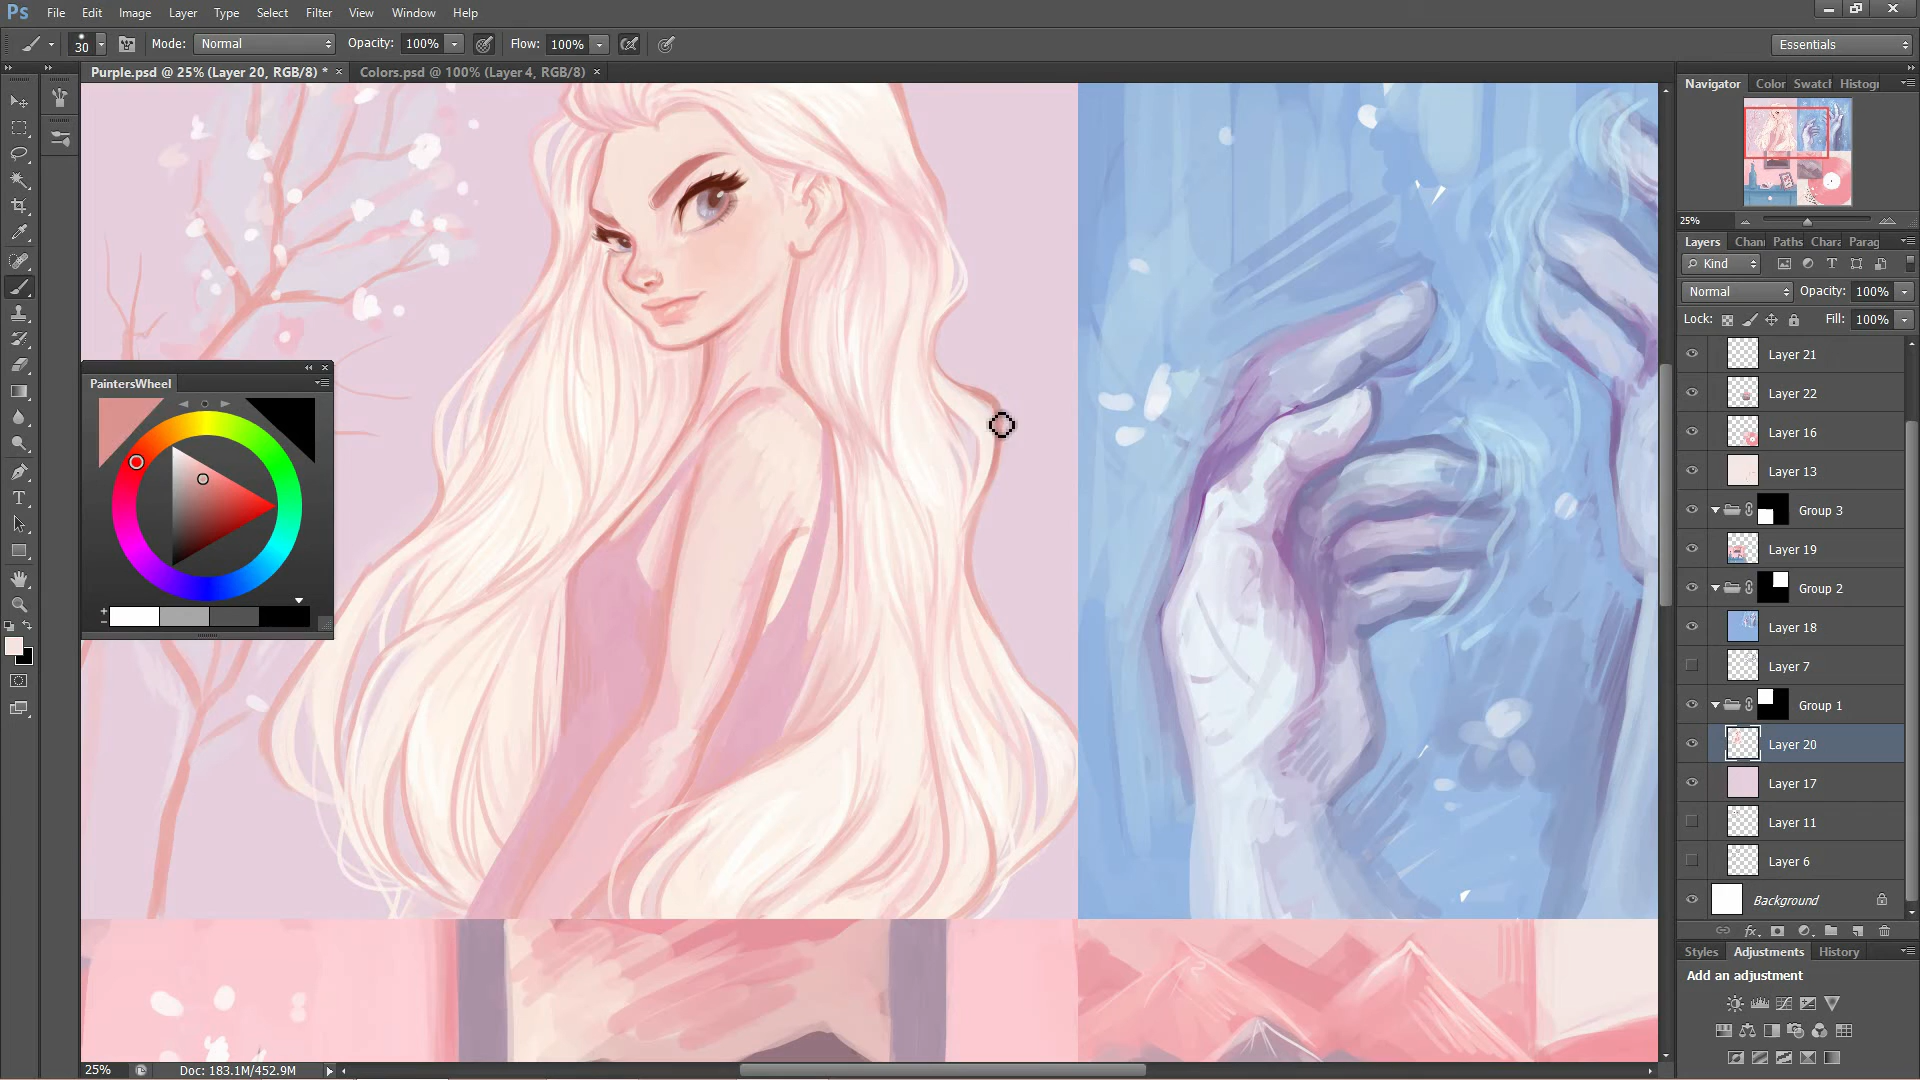 Ps File Edit Image Layer Type Select Filter View Window Help
30 Mode: Normal Opacity: 100% Flow: 100% Essentials
Purple.psd @ 25% (Layer 20, RGB/8) * × Colors.psd @ 100% (Layer 4, RGB/8) ×
Navigator Color Swatch Histog
25%
Layers Chan Paths Chara Parag
Kind
Normal Opacity: 100%
Lock: Fill: 100%
Layer 21
Layer 22
Layer 16
Layer 13
Group 3
Layer 19
Group 2
Layer 18
Layer 7
Group 1
Layer 20
Layer 17
Layer 11
Layer 6
Background
fx
Styles Adjustments History
Add an adjustment
PaintersWheel
T
25% Doc: 183.1M/452.9M